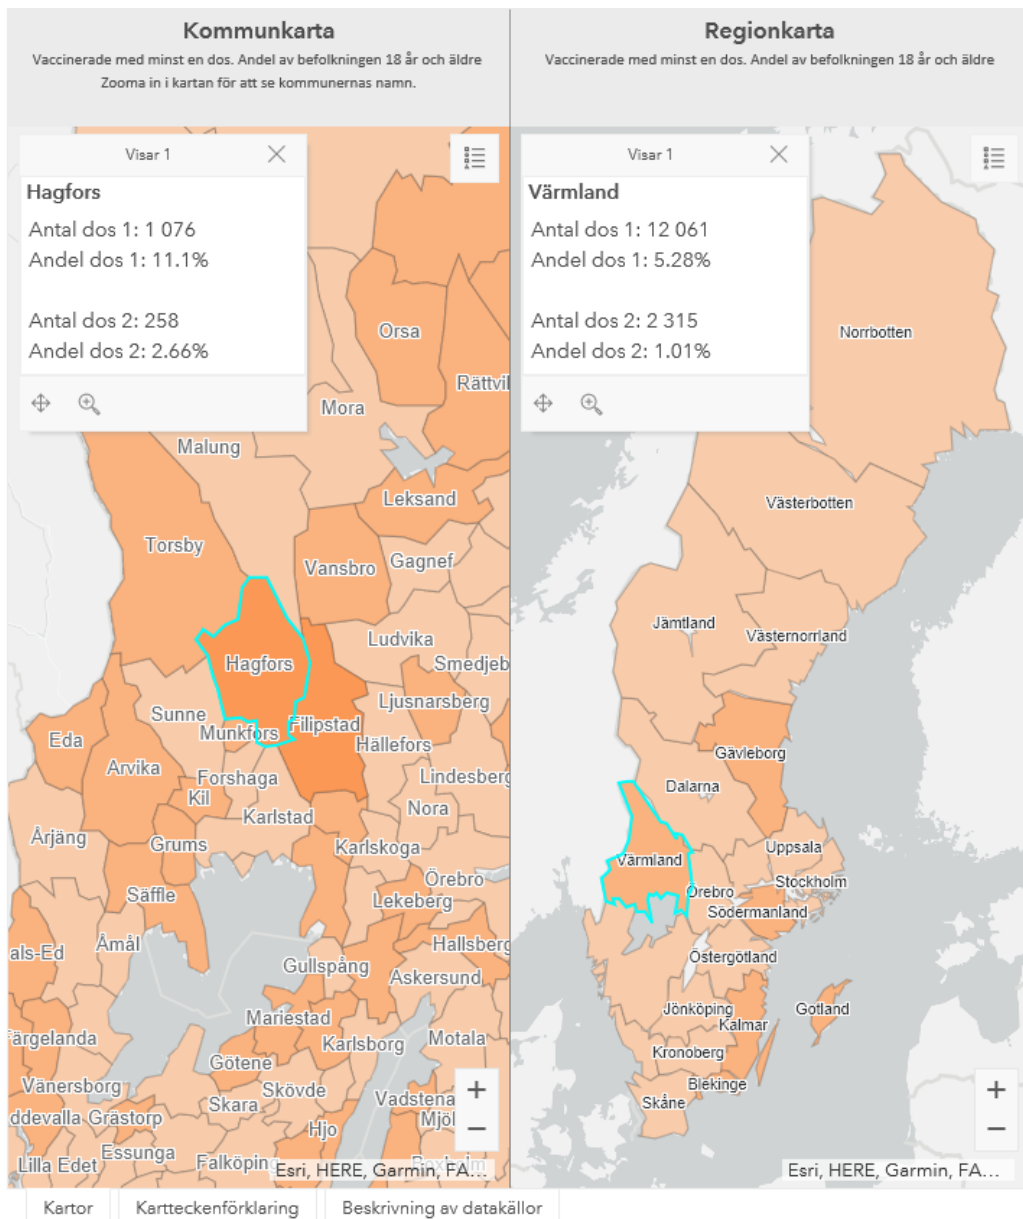 Kommunkarta
Vaccinerade med minst en dos. Andel av befolkningen 18 år och äldre
Zooma in i kartan för att se kommunernas namn.
Visar 1
Hagfors
Antal dos 1: 1 076
Andel dos 1: 11.1%
Antal dos 2: 258
Andel dos 2: 2.66%
Orsa
Rättvi
Mora
Malung
Leksand
Torsby
Vansbro
Gagnef
Ludvika
Hagfors
Smedjeb
Ljusnarsberg
Sunne
Munkfors
Filipstad
Eda
Hällefors
Arvika
Forshaga
Lindesberg
Kil
Nora
Karlstad
Årjäng
Grums
Karlskoga
Örebro
Säffle
Lekeberg
als-Ed
Åmål
Hallsberg
Gullspång
Askersund
Mariestad
ärgelanda
Karlsborg
Motala
Götene
Vänersborg
Skövde
Skara
Vadstena
ddevalla
Grästorp
Mjöl
Hjo
Essunga
Lilla Edet
Falköping
Boxholm
+
−
Esri, HERE, Garmin, FA...
Regionkarta
Vaccinerade med minst en dos. Andel av befolkningen 18 år och äldre
Visar 1
Värmland
Antal dos 1: 12 061
Andel dos 1: 5.28%
Antal dos 2: 2 315
Andel dos 2: 1.01%
Norrbotten
Västerbotten
Jämtland
Västernorrland
Gävleborg
Dalarna
Uppsala
Värmland
Stockholm
Örebro
Södermanland
Östergötland
Jönköping
Gotland
Kalmar
Kronoberg
Blekinge
Skåne
+
−
Esri, HERE, Garmin, FA...
Kartor
Kartteckenförklaring
Beskrivning av datakällor